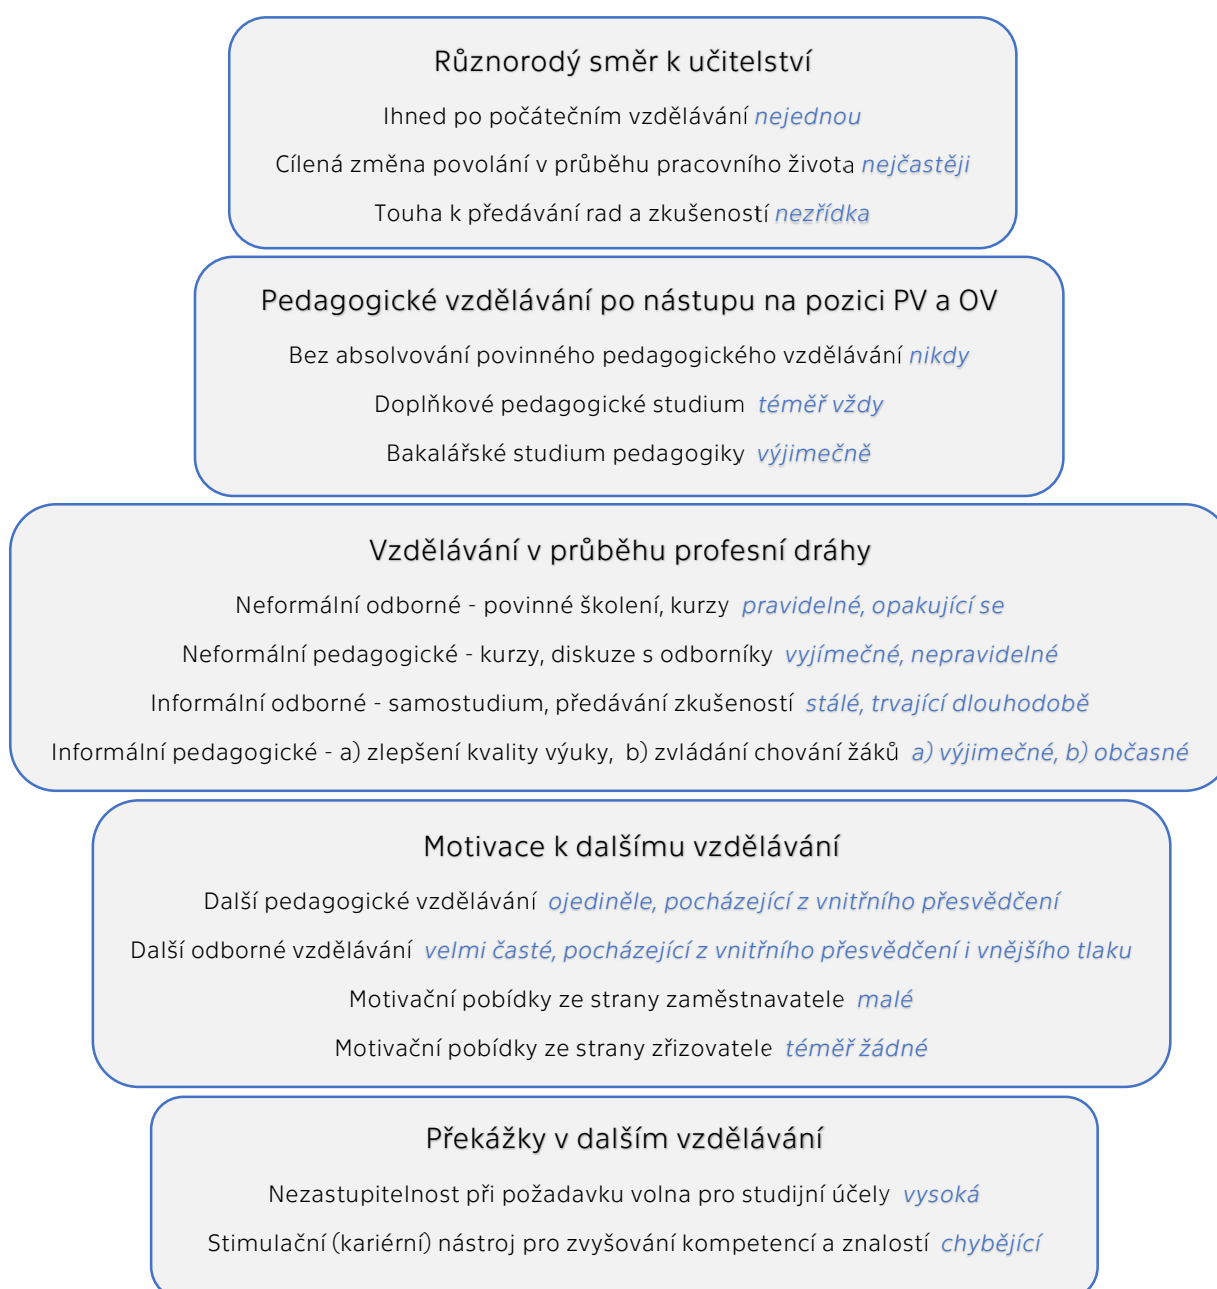 Různorodý směr k učitelství
Ihned po počátečním vzdělávání nejednou
Cílená změna povolání v průběhu pracovního života nejčastěji
Touha k předávání rad a zkušeností nezřídka
Pedagogické vzdělávání po nástupu na pozici PV a OV
Bez absolvování povinného pedagogického vzdělávání nikdy
Doplňkové pedagogické studium téměř vždy
Bakalářské studium pedagogiky výjimečně
Vzdělávání v průběhu profesní dráhy
Neformální odborné - povinné školení, kurzy pravidelné, opakující se
Neformální pedagogické - kurzy, diskuze s odborníky vyjímečné, nepravidelné
Informální odborné - samostudium, předávání zkušeností stálé, trvající dlouhodobě
Informální pedagogické - a) zlepšení kvality výuky, b) zvládání chování žáků a) výjimečné, b) občasné
Motivace k dalšímu vzdělávání
Další pedagogické vzdělávání ojediněle, pocházející z vnitřního přesvědčení
Další odborné vzdělávání velmi časté, pocházející z vnitřního přesvědčení i vnějšího tlaku
Motivační pobídky ze strany zaměstnavatele malé
Motivační pobídky ze strany zřizovatele téměř žádné
Překážky v dalším vzdělávání
Nezastupitelnost při požadavku volna pro studijní účely vysoká
Stimulační (kariérní) nástroj pro zvyšování kompetencí a znalostí chybějící